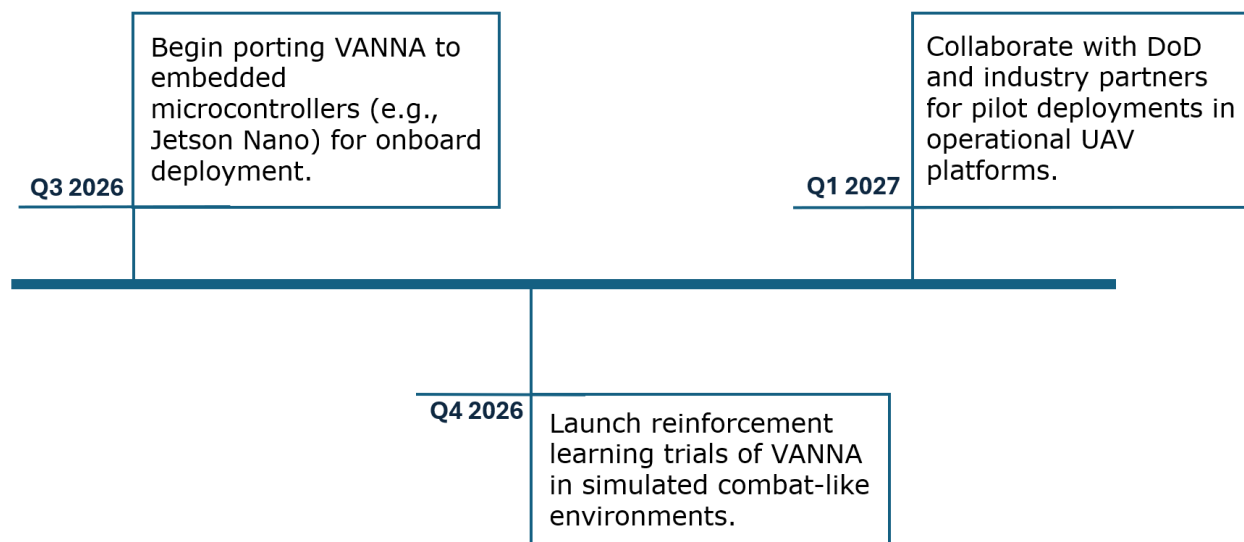 Q3 2026
Begin porting VANNA to
embedded
microcontrollers (e.g.,
Jetson Nano) for onboard
deployment.
Q4 2026
Launch reinforcement
learning trials of VANNA
in simulated combat-like
environments.
Q1 2027
Collaborate with DoD
and industry partners
for pilot deployments in
operational UAV
platforms.